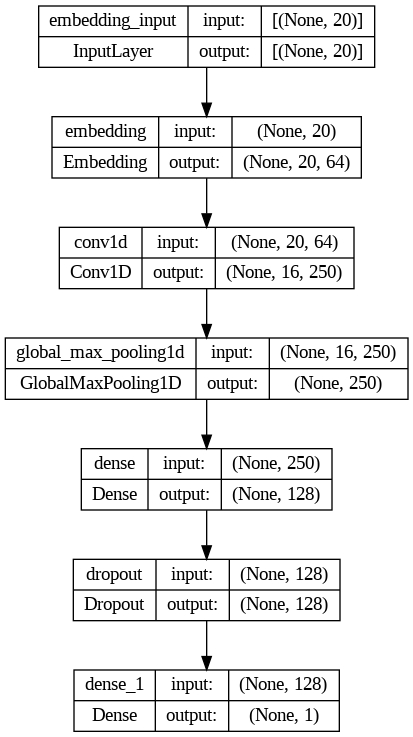 embedding_input input: [(None, 20)]
InputLayer output: [(None, 20)]
embedding input: (None, 20)
Embedding output: (None, 20, 64)
conv1d input: (None, 20, 64)
Conv1D output: (None, 16, 250)
global_max_pooling1d input: (None, 16, 250)
GlobalMaxPooling1D output: (None, 250)
dense input: (None, 250)
Dense output: (None, 128)
dropout input: (None, 128)
Dropout output: (None, 128)
dense_1 input: (None, 128)
Dense output: (None, 1)